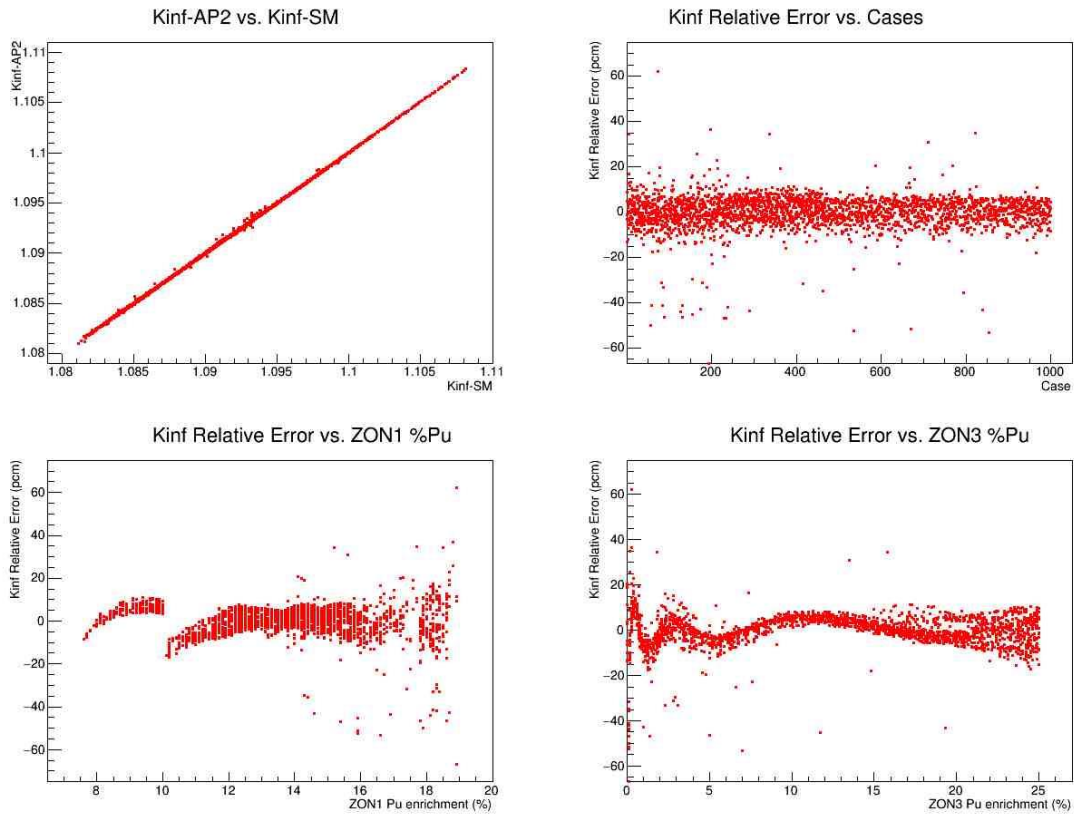 Kinf-AP2 vs. Kinf-SM
Kinf-AP2
1.11
1.105
1.1
1.095
1.09
1.085
1.08
1.08 1.085 1.09 1.095 1.1 1.105 1.11
Kinf-SM
Kinf Relative Error vs. Cases
Kinf Relative Error (pcm)
60
40
20
0
−20
−40
−60
200 400 600 800 1000
Case
Kinf Relative Error vs. ZON1 %Pu
Kinf Relative Error (pcm)
60
40
20
0
−20
−40
−60
8 10 12 14 16 18 20
ZON1 Pu enrichment (%)
Kinf Relative Error vs. ZON3 %Pu
Kinf Relative Error (pcm)
60
40
20
0
−20
−40
−60
0 5 10 15 20 25
ZON3 Pu enrichment (%)